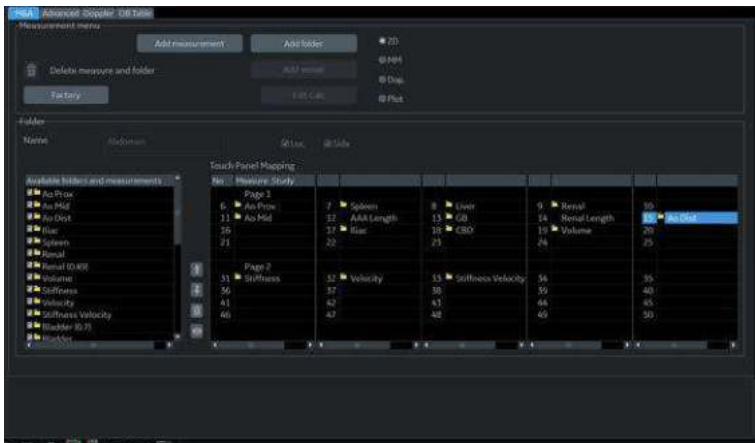 M&A Advanced Doppler OB Table
Measurement menu
Add measurement Add folder 2D
MM
Delete measure and folder Add study Dop.
Factory Edit Calc Plot
Folder
Name Abdomen Loc. Side
Touch Panel Mapping
Available folders and measurements No Measure Study
Ao Prox Page 1
Ao Mid 6 Ao Prox 7 Spleen 8 Liver 9 Renal 10
Ao Dist 11 Ao Mid 12 AAA Length 13 GB 14 Renal Length 15 Ao Dist
Iliac 16 17 Iliac 18 CBD 19 Volume 20
Spleen 21 22 23 24 25
Renal
Renal (0.49) Page 2
Volume 31 Stiffness 32 Velocity 33 Stiffness Velocity 34 35
Stiffness 36 37 38 39 40
Velocity 41 42 43 44 45
Stiffness Velocity 46 47 48 49 50
Bladder (0.7)
Bladder